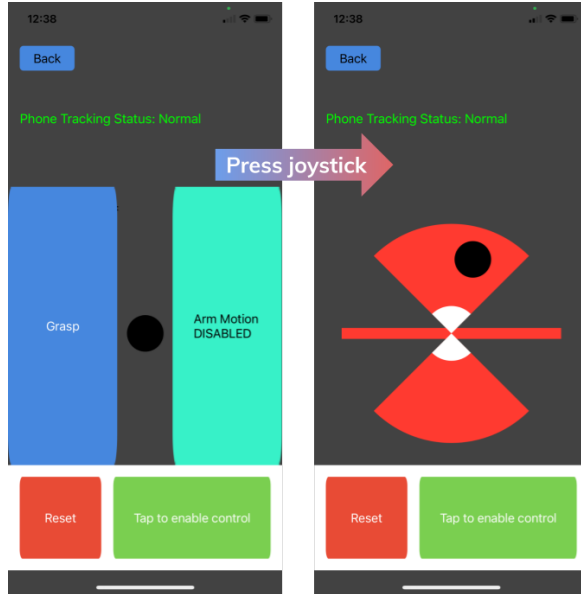 12:38
Back
Phone Tracking Status: Normal
Grasp
Arm Motion
DISABLED
Reset
Tap to enable control
Press joystick
12:38
Back
Phone Tracking Status: Normal
Reset
Tap to enable control